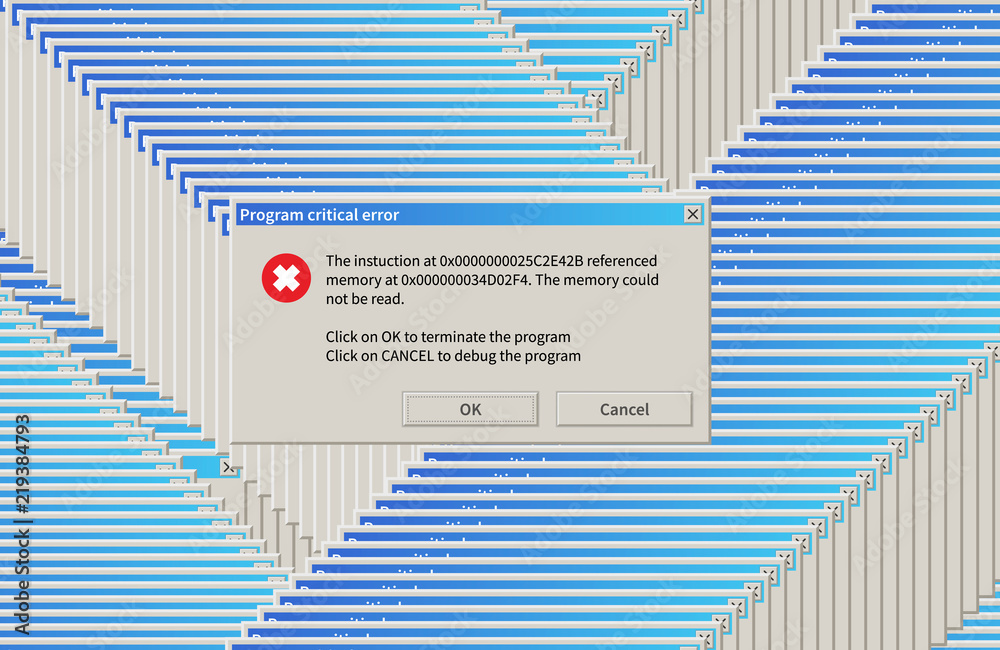 Program critical error
The instuction at 0x0000000025C2E42B referenced
memory at 0x000000034D02F4. The memory could
not be read.
Click on OK to terminate the program
Click on CANCEL to debug the program
OK
Cancel
Adobe Stock | #219384793